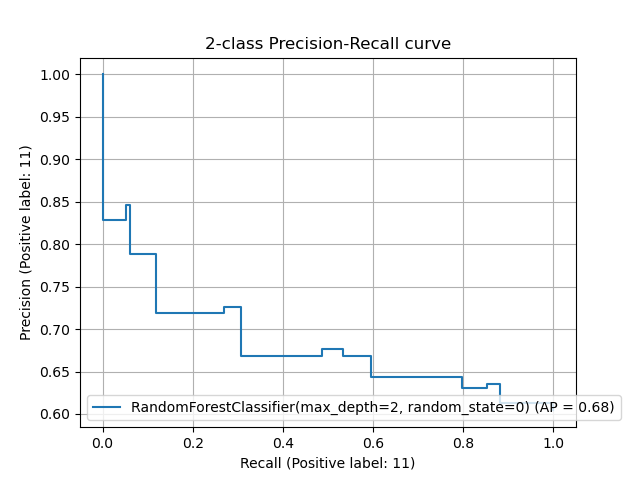 2-class Precision-Recall curve
Precision (Positive label: 11)
1.00
0.95
0.90
0.85
0.80
0.75
0.70
0.65
0.60
RandomForestClassifier(max_depth=2, random_state=0) (AP = 0.68)
0.0 0.2 0.4 0.6 0.8 1.0
Recall (Positive label: 11)